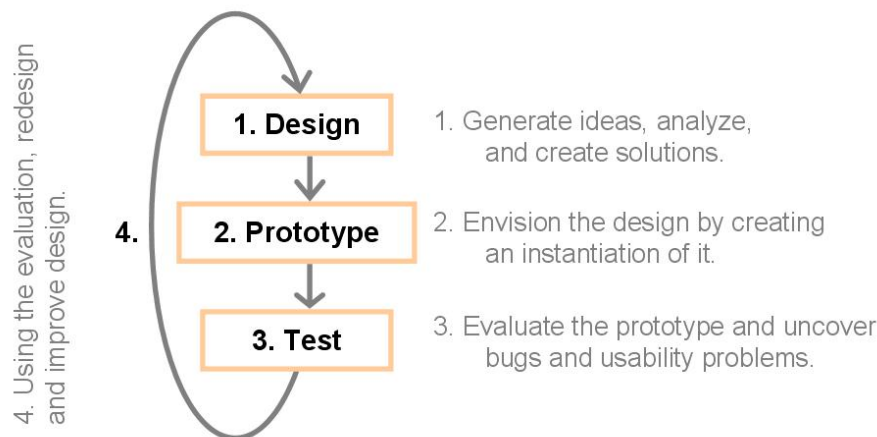 1. Design
1. Generate ideas, analyze,
and create solutions.
4.
2. Prototype
2. Envision the design by creating
an instantiation of it.
3. Test
3. Evaluate the prototype and uncover
bugs and usability problems.
4. Using the evaluation, redesign
and improve design.